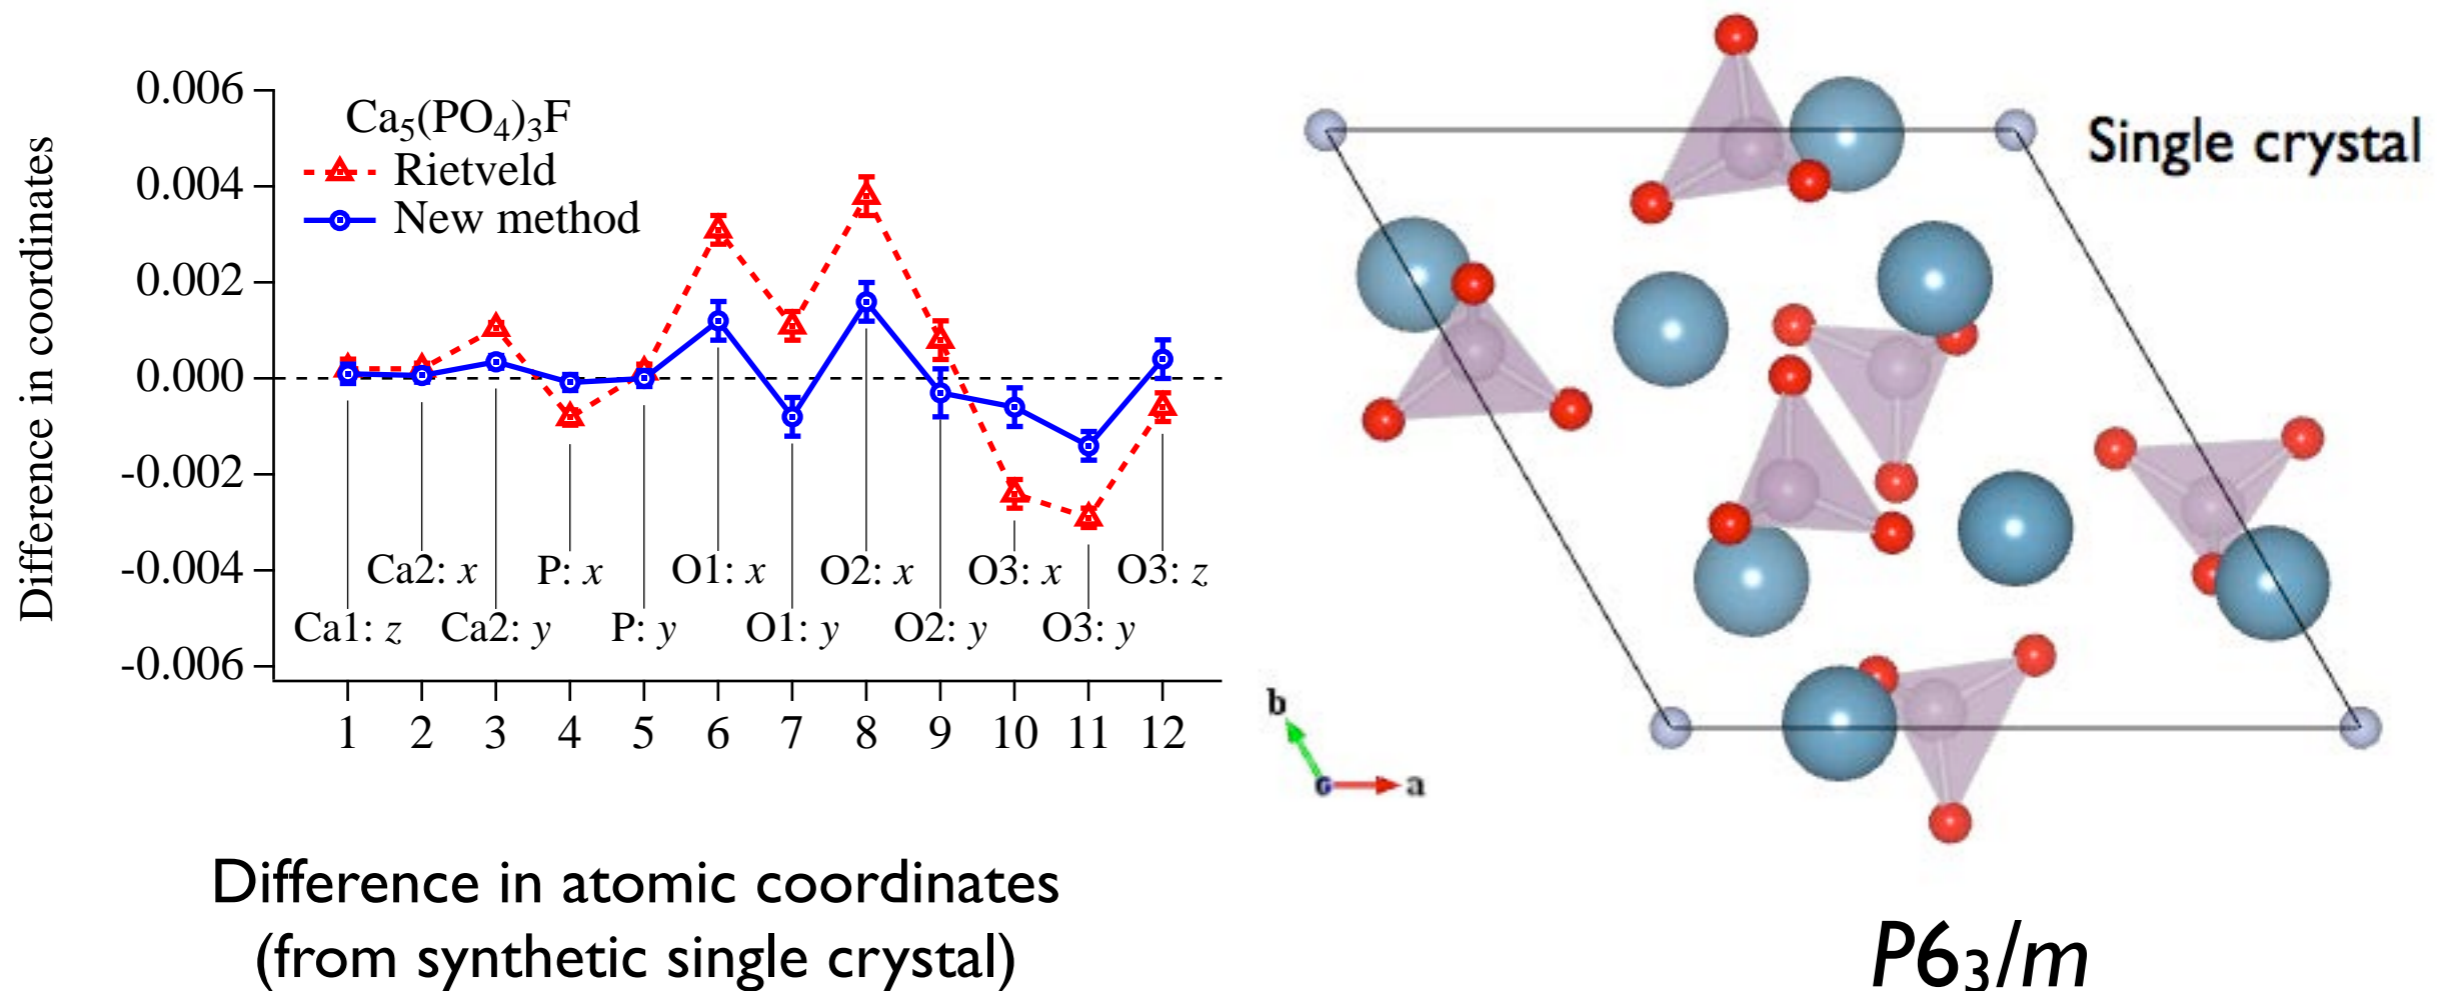 Difference in coordinates
0.006
0.004
0.002
0.000
-0.002
-0.004
-0.006
Ca₅(PO₄)₃F
Rietveld
New method
Ca2: x P: x O1: x O2: x O3: x O3: z
Ca1: z Ca2: y P: y O1: y O2: y O3: y
1 2 3 4 5 6 7 8 9 10 11 12
Difference in atomic coordinates
(from synthetic single crystal)
Single crystal
b
c a
P6₃/m